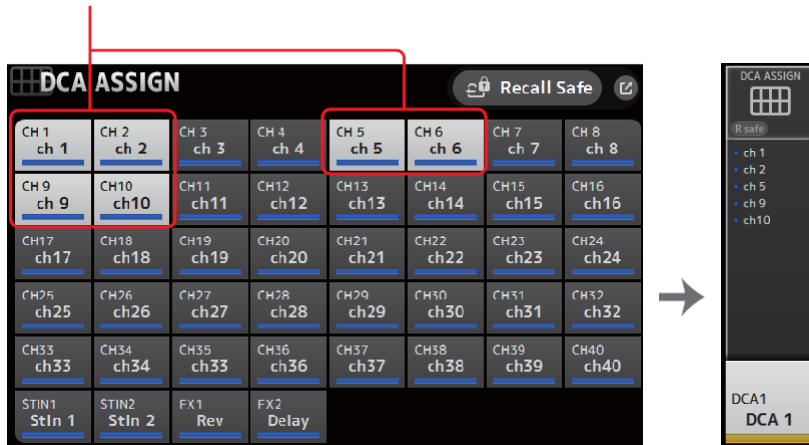 DCA ASSIGN
Recall Safe
CH 1 CH 2 CH 3 CH 4 CH 5 CH 6 CH 7 CH 8
ch 1 ch 2 ch 3 ch 4 ch 5 ch 6 ch 7 ch 8
CH 9 CH10 CH11 CH12 CH13 CH14 CH15 CH16
ch 9 ch10 ch11 ch12 ch13 ch14 ch15 ch16
CH17 CH18 CH19 CH20 CH21 CH22 CH23 CH24
ch17 ch18 ch19 ch20 ch21 ch22 ch23 ch24
CH25 CH26 CH27 CH28 CH29 CH30 CH31 CH32
ch25 ch26 ch27 ch28 ch29 ch30 ch31 ch32
CH33 CH34 CH35 CH36 CH37 CH38 CH39 CH40
ch33 ch34 ch33 ch36 ch37 ch38 ch39 ch40
STIN1 STIN2 FX1 FX2
StIn 1 StIn 2 Rev Delay
DCA ASSIGN
R safe
ch 1
ch 2
ch 5
ch 9
ch10
DCA1
DCA 1